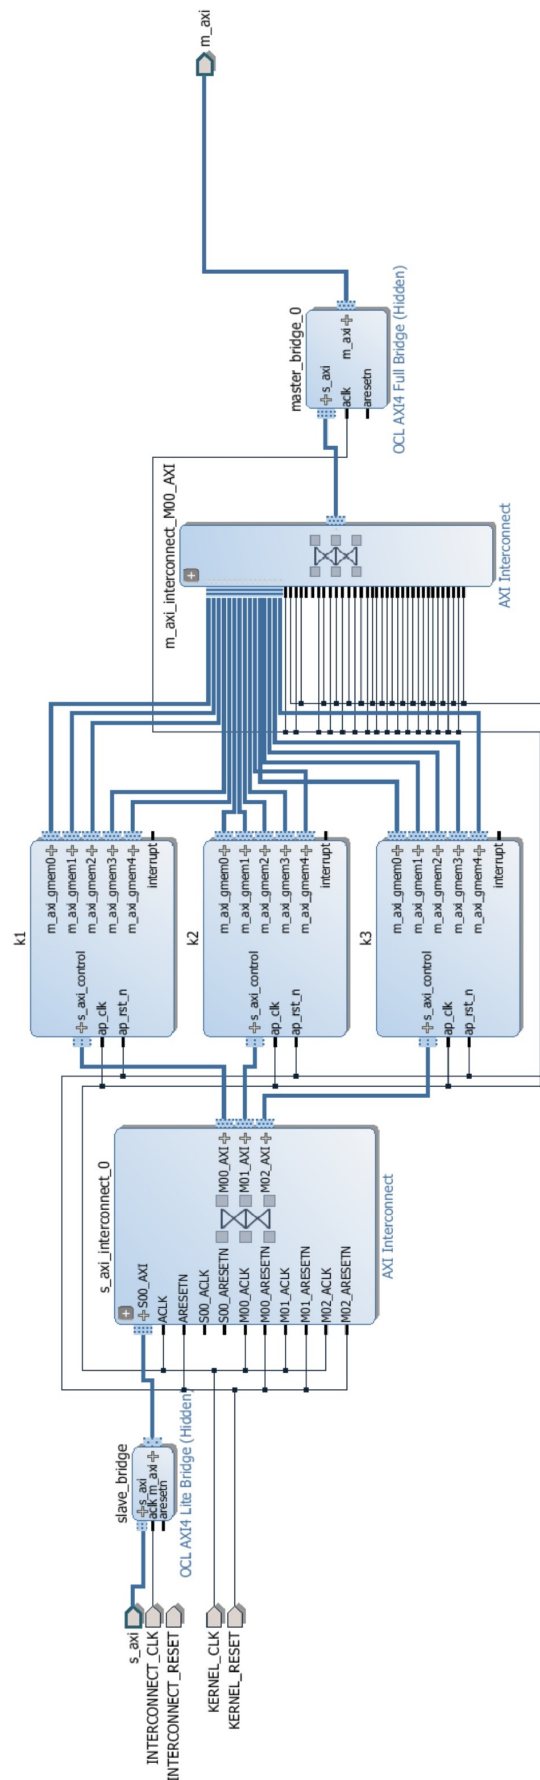 s_axi
INTERCONNECT_CLK
INTERCONNECT_RESET
KERNEL_CLK
KERNEL_RESET
slave_bridge
s_axi
aclk
m_axi
aresetn
OCL AXI4 Lite Bridge (Hidden)
s_axi_interconnect_0
S00_AXI
ACLK
ARESETN
S00_ACLK
S00_ARESETN
M00_ACLK
M00_ARESETN
M01_ACLK
M01_ARESETN
M02_ACLK
M02_ARESETN
M00_AXI
M01_AXI
M02_AXI
AXI Interconnect
k1
s_axi_control
ap_clk
ap_rst_n
m_axi_gmem0
m_axi_gmem1
m_axi_gmem2
m_axi_gmem3
m_axi_gmem4
interrupt
k2
s_axi_control
ap_clk
ap_rst_n
m_axi_gmem0
m_axi_gmem1
m_axi_gmem2
m_axi_gmem3
m_axi_gmem4
interrupt
k3
s_axi_control
ap_clk
ap_rst_n
m_axi_gmem0
m_axi_gmem1
m_axi_gmem2
m_axi_gmem3
m_axi_gmem4
interrupt
m_axi_interconnect_M00_AXI
AXI Interconnect
master_bridge_0
s_axi
aclk
aresetn
m_axi
OCL AXI4 Full Bridge (Hidden)
m_axi